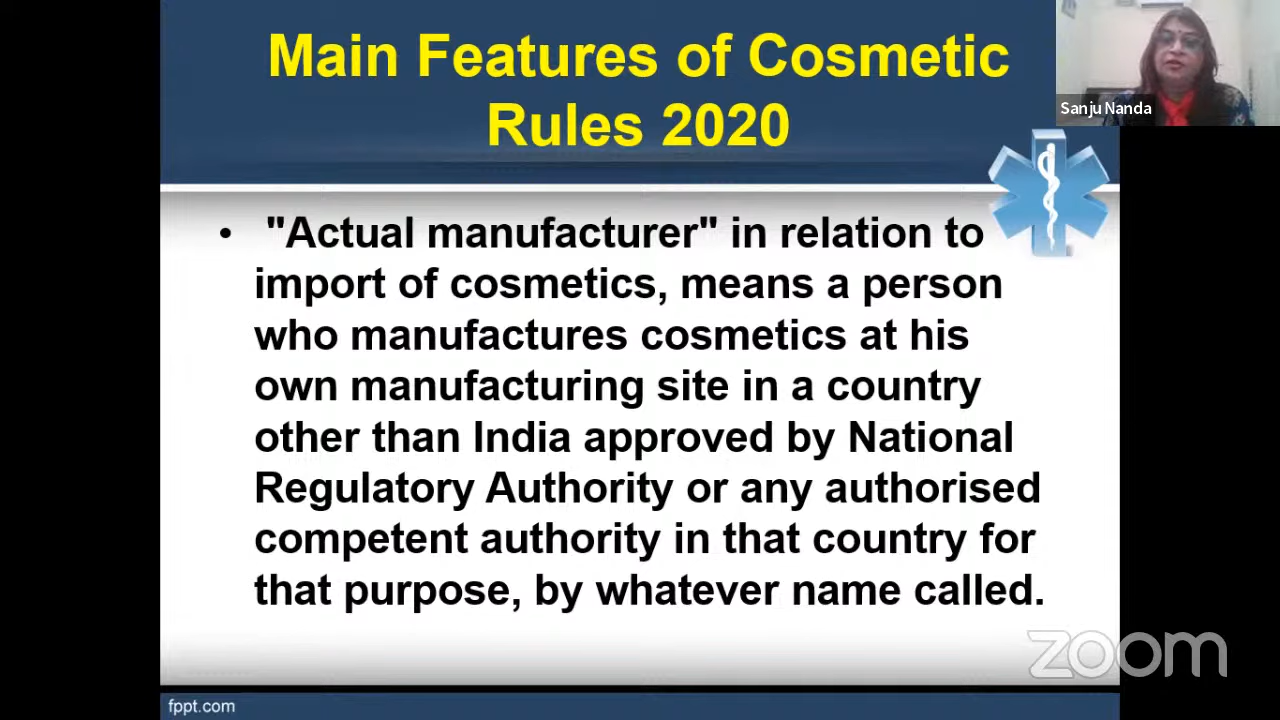 Main Features of Cosmetic
Rules 2020
Sanju Nanda
• "Actual manufacturer" in relation to
import of cosmetics, means a person
who manufactures cosmetics at his
own manufacturing site in a country
other than India approved by National
Regulatory Authority or any authorised
competent authority in that country for
that purpose, by whatever name called.
zoom
fppt.com